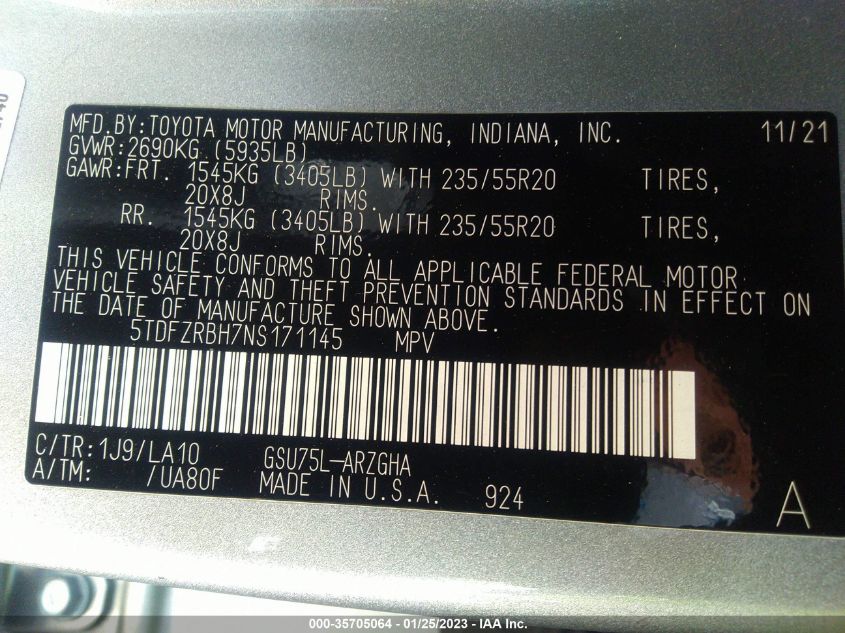 MFD.BY:TOYOTA MOTOR MANUFACTURING, INDIANA, INC. 11/21
GVWR:2690KG (5935LB)
GAWR:FRT. 1545KG (3405LB) WITH 235/55R20 TIRES,
20X8J RIMS.
RR. 1545KG (3405LB) WITH 235/55R20 TIRES,
20X8J RIMS.
THIS VEHICLE CONFORMS TO ALL APPLICABLE FEDERAL MOTOR
VEHICLE SAFETY AND THEFT PREVENTION STANDARDS IN EFFECT ON
THE DATE OF MANUFACTURE SHOWN ABOVE.
5TDFZRBH7NS171145 MPV
C/TR:1J9/LA10 GSU75L-ARZGHA
A/TM: /UA80F MADE IN U.S.A. 924 A
000-35705064 - 01/25/2023 - IAA Inc.